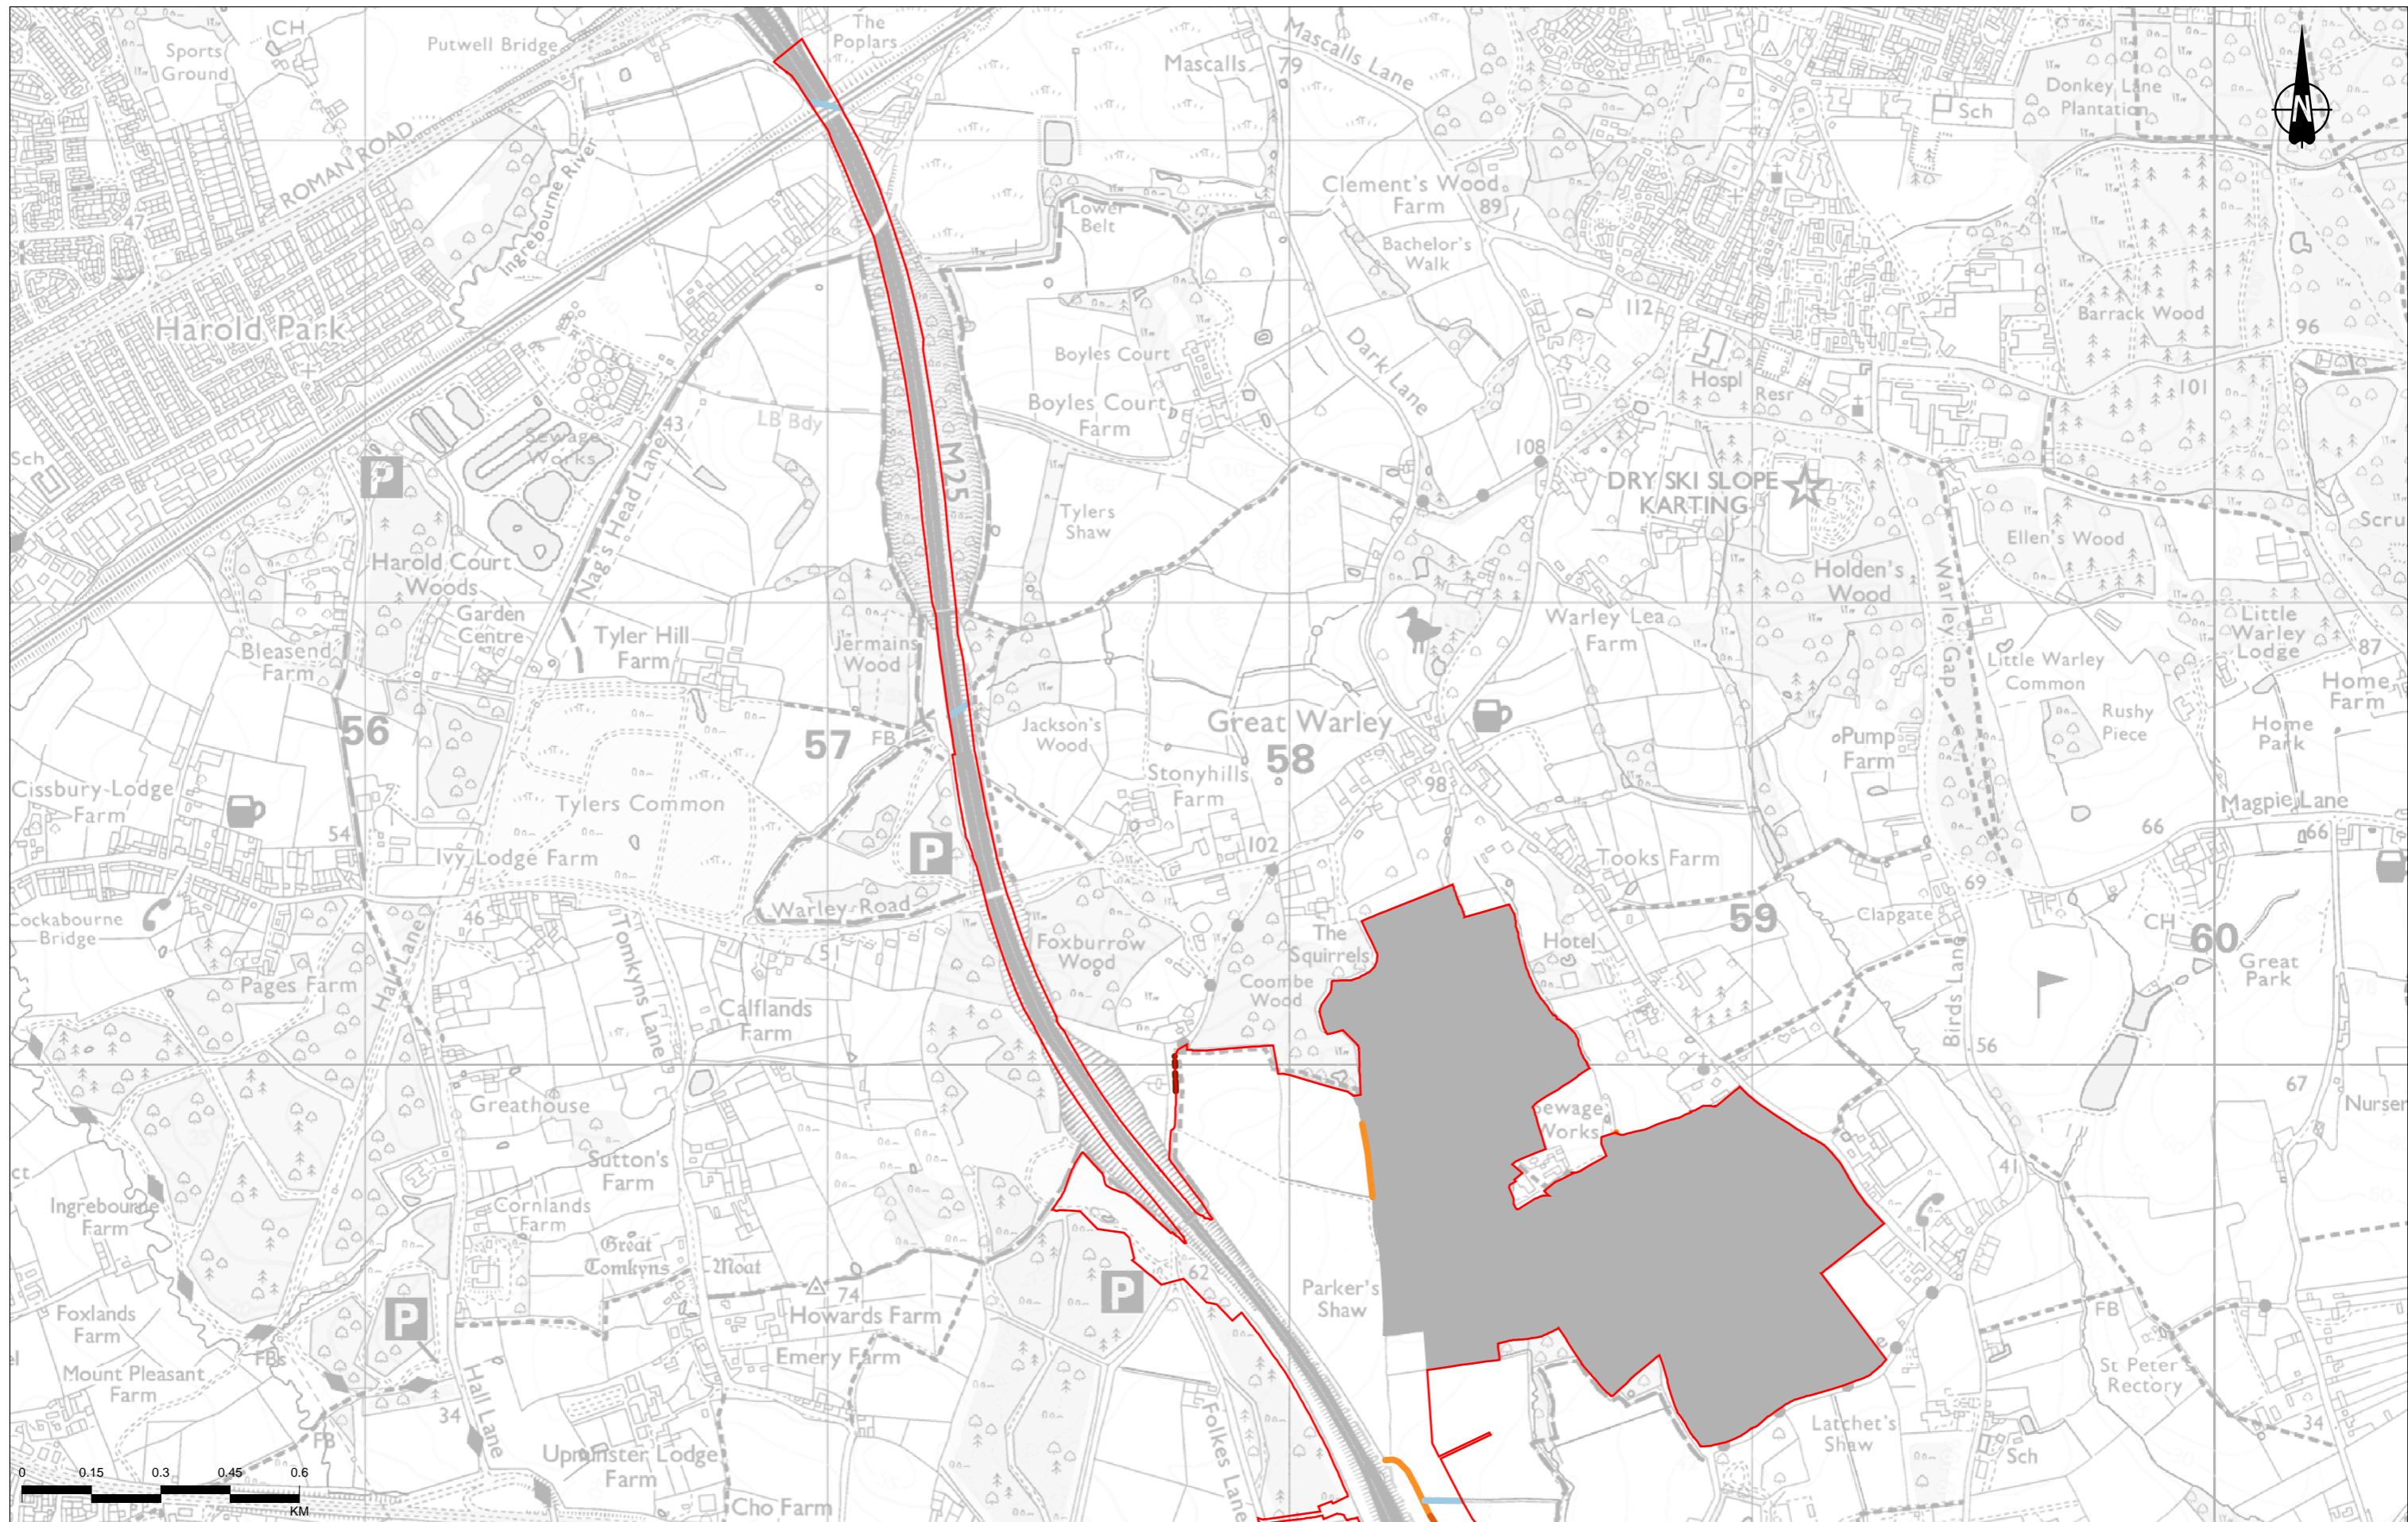 CH
Sports
Ground
Putwell Bridge
The
Poplars
Mascalls
79
Mascalls Lane
Donkey Lane
Plantation
Sch
N
ROMAN ROAD
Ingrebourne River
47
Lower
Belt
Clement's Wood
Farm
89
Bachelor's
Walk
112
Barrack Wood
96
101
Harold Park
Boyles Court
Boyles Court
Farm
Dark Lane
Hospl
Resr
LB Bdy
43
M25
Sewage
Works
Sch
P
Nags Head Lane
108
DRY SKI SLOPE
KARTING
Tylers
Shaw
Ellen's Wood
Scru
Harold Court
Woods
Garden
Centre
Tyler Hill
Farm
Jermains
Wood
Holden's
Wood
Warley Gap
Warley Lea
Farm
Little
Warley
Lodge
87
Bleasend
Farm
Little Warley
Common
Home
Farm
56
57
FB
Jackson's
Wood
Great Warley
58
Rushy
Piece
Home
Park
Pump
Farm
Stonyhills
Farm
98
Cissbury Lodge
Farm
Tylers Common
Magpie Lane
54
66
66
P
102
Ivy Lodge Farm
Tooks Farm
69
59
Clapgate
CH
60
Cockabourne
Bridge
46
Warley Road
51
Foxburrow
Wood
The
Squirrels
Hotel
Coombe
Wood
Great
Park
Pages Farm
Hall Lane
Tomkyns Lane
Calflands
Farm
Birds Lane
56
67
Greathouse
Sewage
Works
Nurser
Sutton's
Farm
41
Ingrebourne
Farm
Cornlands
Farm
Great
Tomkyns
Moat
62
P
Parker's
Shaw
74
Howards Farm
Foxlands
Farm
P
FB
FBs
Emery Farm
Mount Pleasant
Farm
FB
St Peter
Rectory
34
Hall Lane
34
FB
Folkes Lane
Latchet's
Shaw
Sch
Upminster Lodge
Farm
Cho Farm
0 0.15 0.3 0.45 0.6
KM